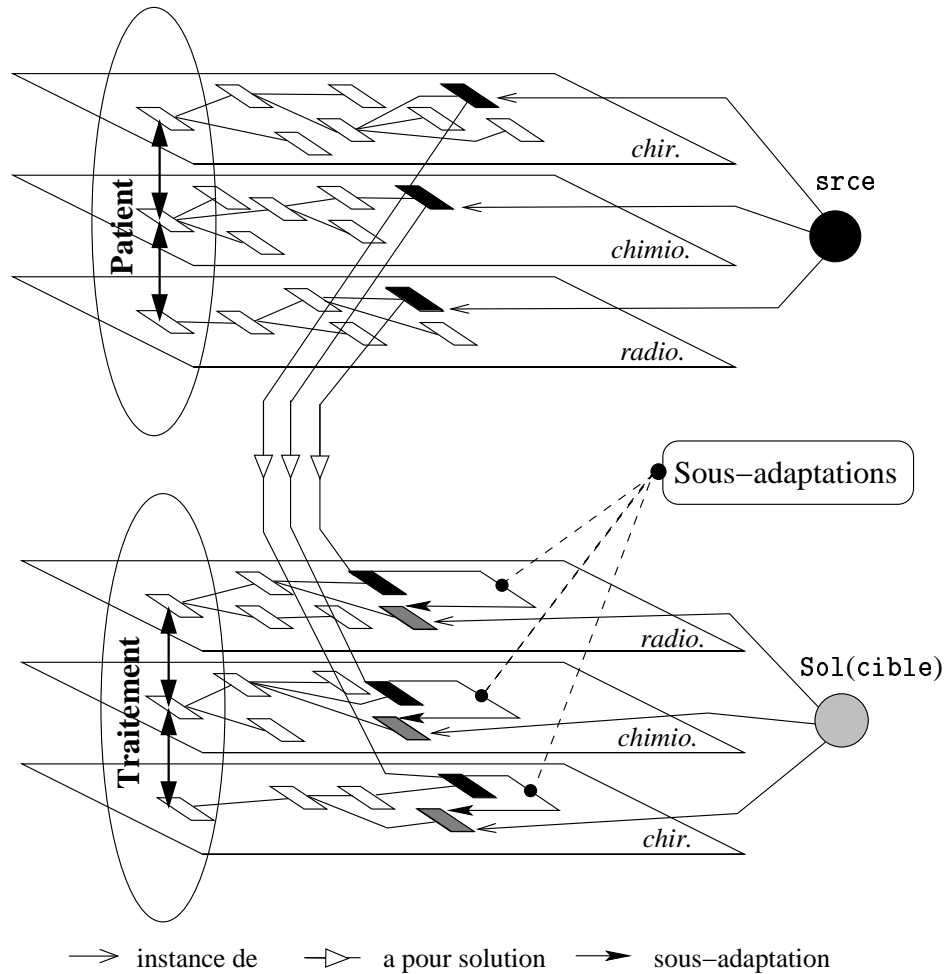 chir.
srce
Patient
chimio.
radio.
Sous−adaptations
radio.
Sol(cible)
Traitement
chimio.
chir.
instance de
a pour solution
sous−adaptation